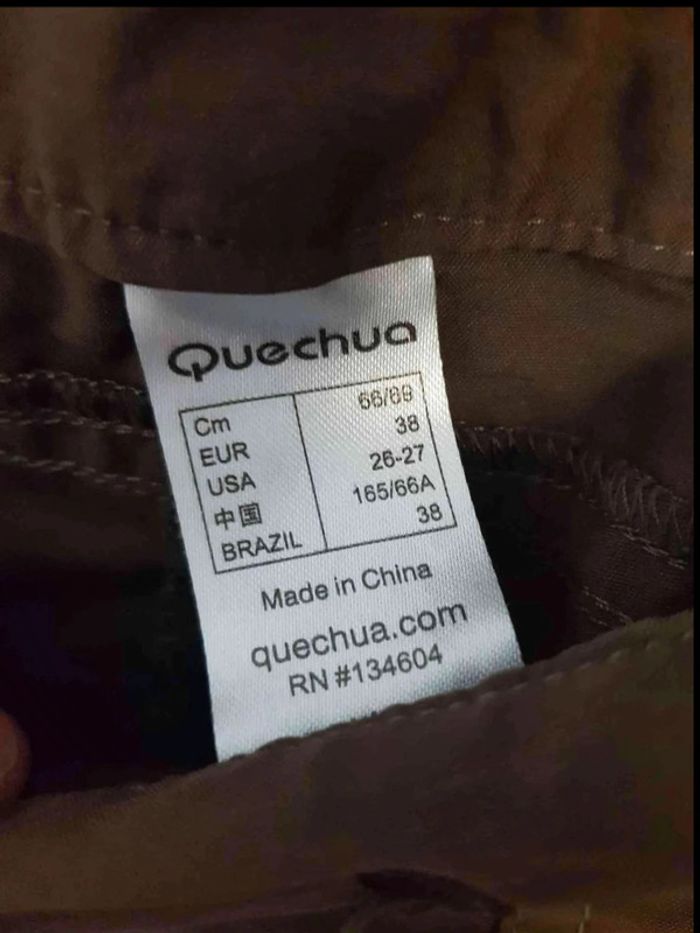 Quechua
Cm 66/69
EUR 38
USA 26-27
中国 165/66A
BRAZIL 38
Made in China
quechua.com
RN #134604